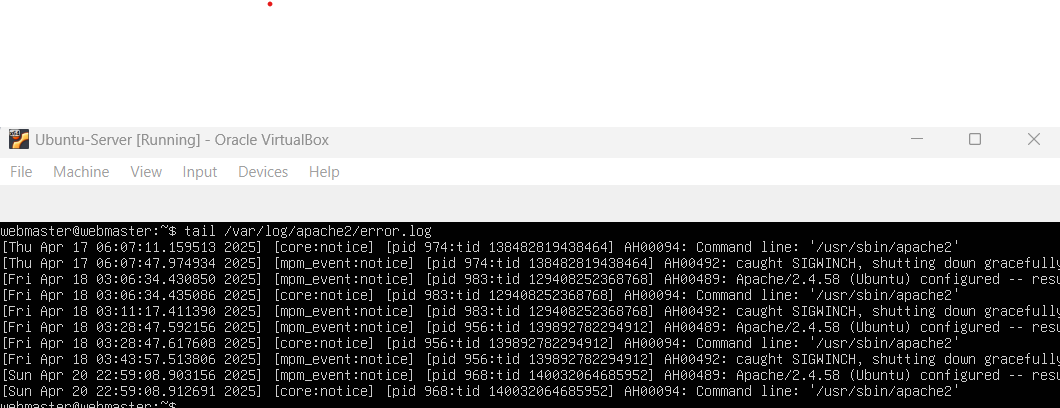 Ubuntu-Server [Running] - Oracle VirtualBox
File Machine View Input Devices Help
webmaster@webmaster:~$ tail /var/log/apache2/error.log
[Thu Apr 17 06:07:11.159513 2025] [core:notice] [pid 974:tid 138482819438464] AH00094: Command line: '/usr/sbin/apache2'
[Thu Apr 17 06:07:47.974934 2025] [mpm_event:notice] [pid 974:tid 138482819438464] AH00492: caught SIGWINCH, shutting down gracefully
[Fri Apr 18 03:06:34.430850 2025] [mpm_event:notice] [pid 983:tid 129408252368768] AH00489: Apache/2.4.58 (Ubuntu) configured -- resu
[Fri Apr 18 03:06:34.435086 2025] [core:notice] [pid 983:tid 129408252368768] AH00094: Command line: '/usr/sbin/apache2'
[Fri Apr 18 03:11:17.411390 2025] [mpm_event:notice] [pid 983:tid 129408252368768] AH00492: caught SIGWINCH, shutting down gracefully
[Fri Apr 18 03:28:47.592156 2025] [mpm_event:notice] [pid 956:tid 139892782294912] AH00489: Apache/2.4.58 (Ubuntu) configured -- resu
[Fri Apr 18 03:28:47.617608 2025] [core:notice] [pid 956:tid 139892782294912] AH00094: Command line: '/usr/sbin/apache2'
[Fri Apr 18 03:43:57.513806 2025] [mpm_event:notice] [pid 956:tid 139892782294912] AH00492: caught SIGWINCH, shutting down gracefully
[Sun Apr 20 22:59:08.903156 2025] [mpm_event:notice] [pid 968:tid 140032064685952] AH00489: Apache/2.4.58 (Ubuntu) configured -- resu
[Sun Apr 20 22:59:08.912691 2025] [core:notice] [pid 968:tid 140032064685952] AH00094: Command line: '/usr/sbin/apache2'
webmaster@webmaster:~$